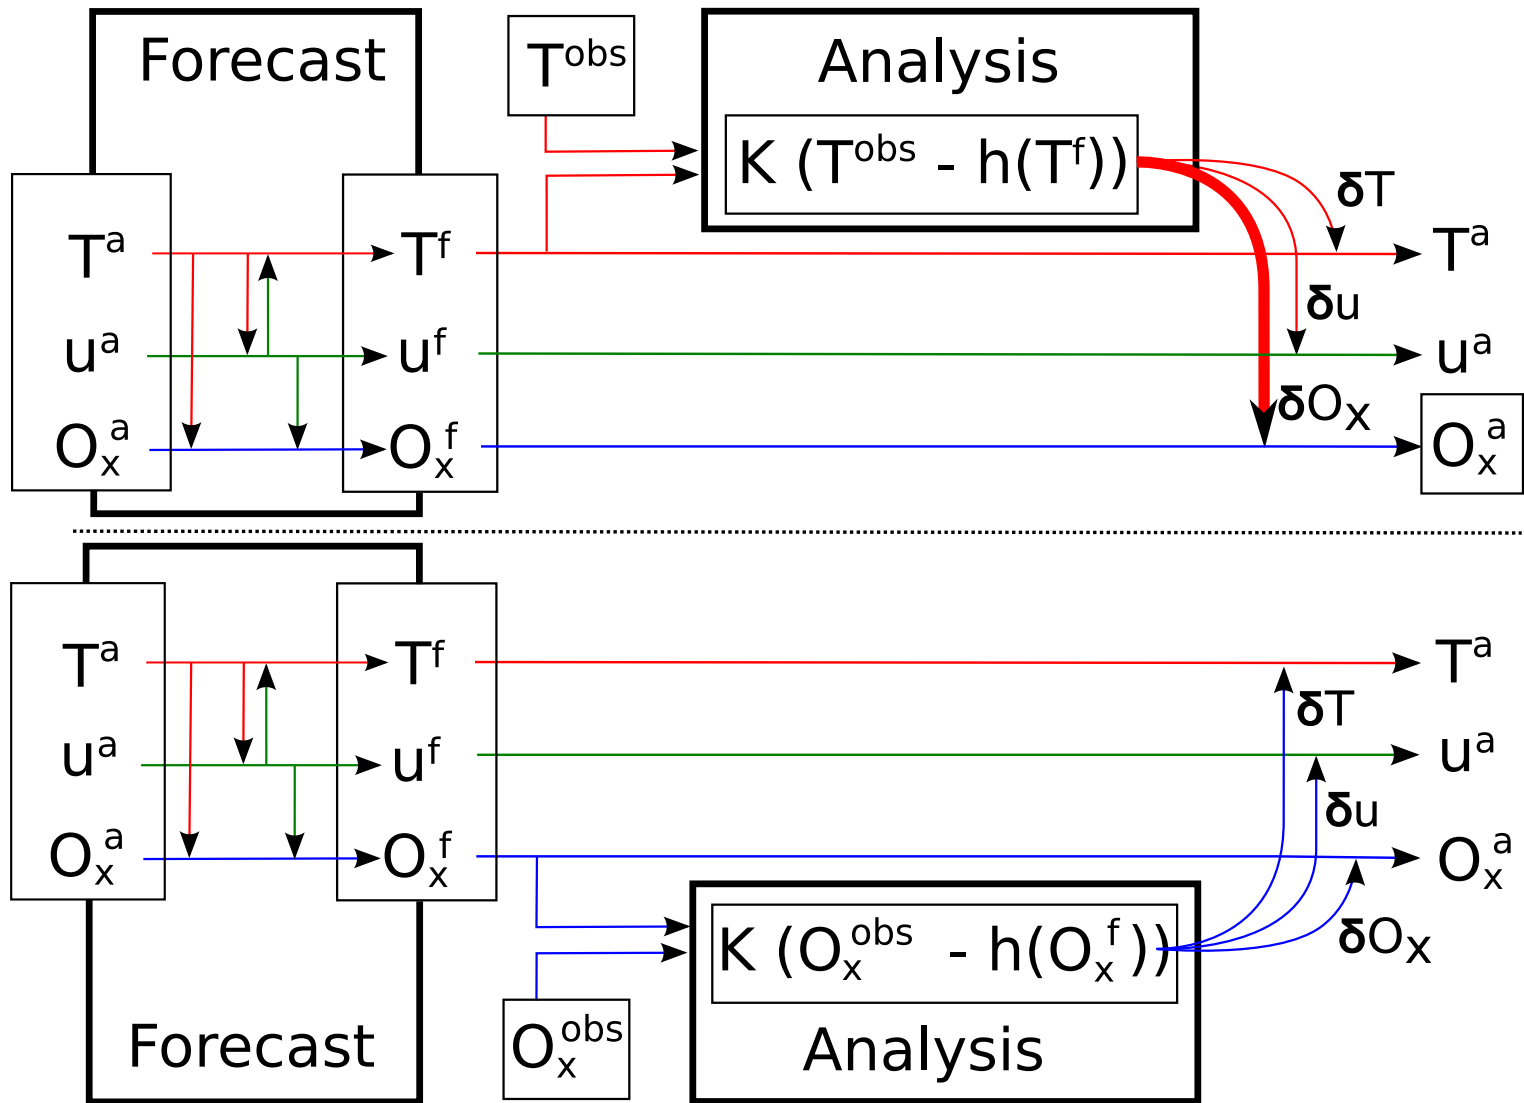 Forecast
T^obs
Analysis
K (T^obs - h(T^f))
δT
T^a
T^f
T^a
δu
u^a
u^f
u^a
δO_x
O_x^a
O_x^f
O_x^a
T^a
T^f
T^a
δT
u^a
u^f
u^a
δu
O_x^a
O_x^f
O_x^a
K (O_x^obs - h(O_x^f))
δO_x
Forecast
O_x^obs
Analysis